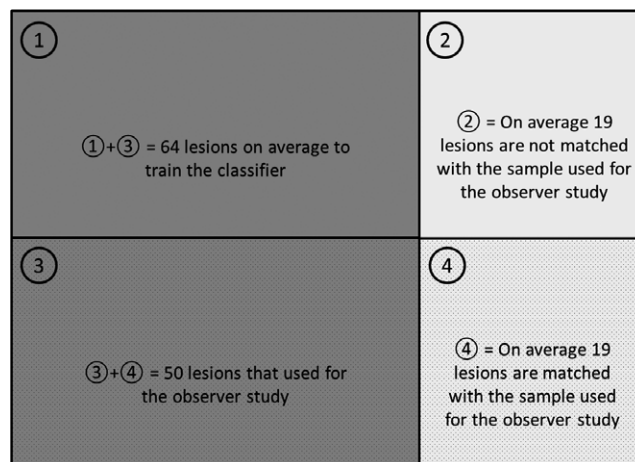 1
①+③ = 64 lesions on average to
train the classifier
2
② = On average 19
lesions are not matched
with the sample used for
the observer study
3
③+④ = 50 lesions that used for
the observer study
4
④ = On average 19
lesions are matched
with the sample used
for the observer study